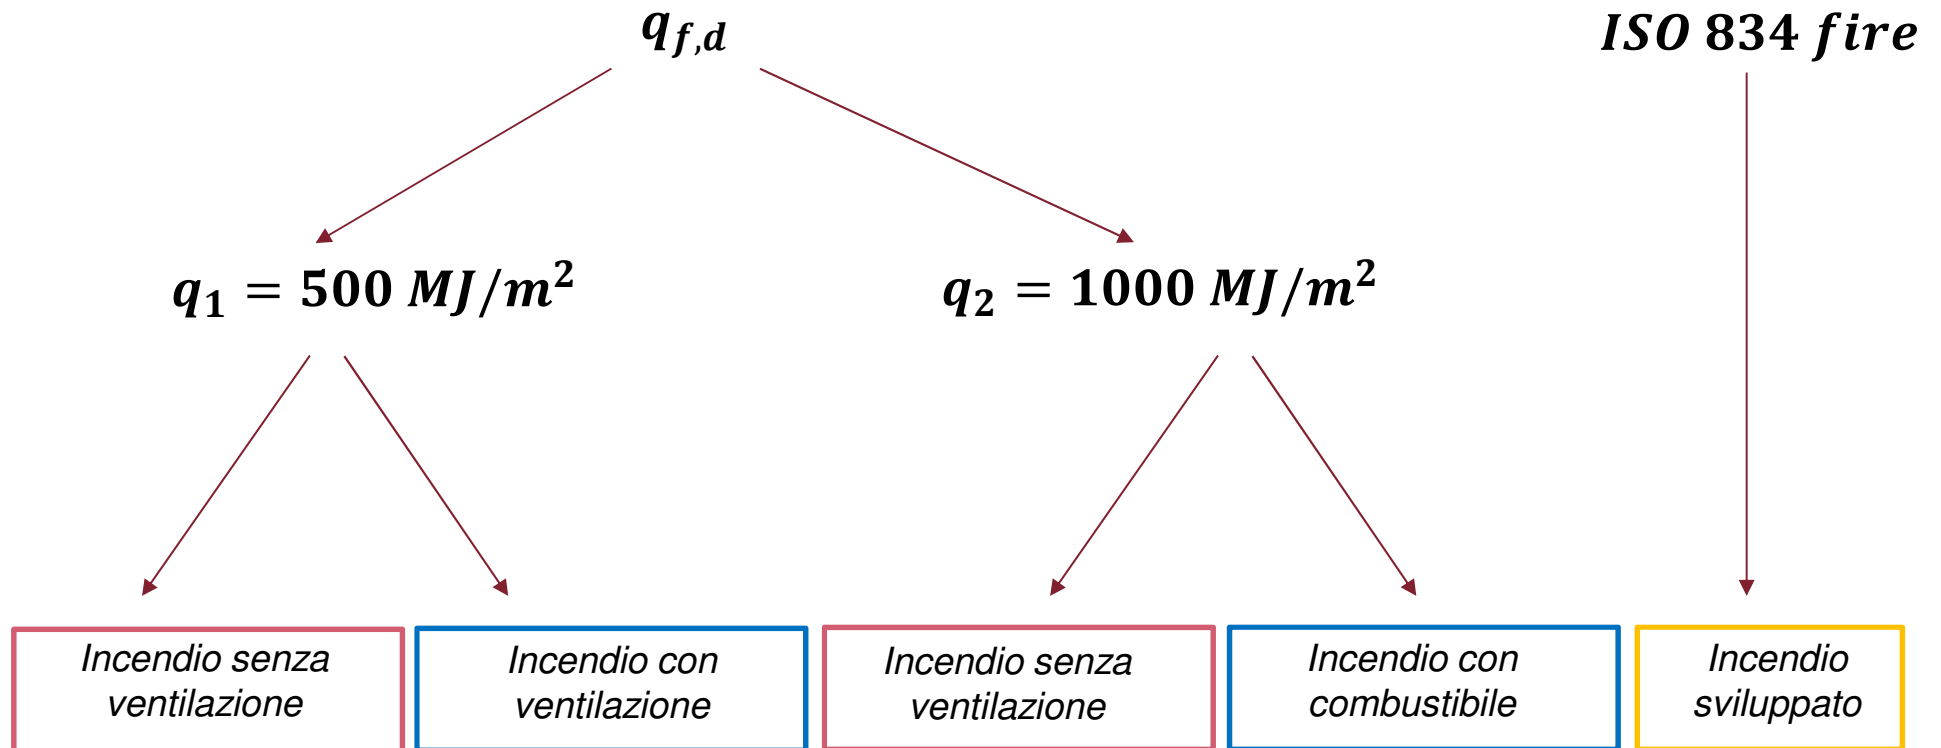 q_{f,d}
ISO 834 fire
q_1 = 500 MJ/m^2
q_2 = 1000 MJ/m^2
Incendio senza
ventilazione
Incendio con
ventilazione
Incendio senza
ventilazione
Incendio con
combustibile
Incendio
sviluppato